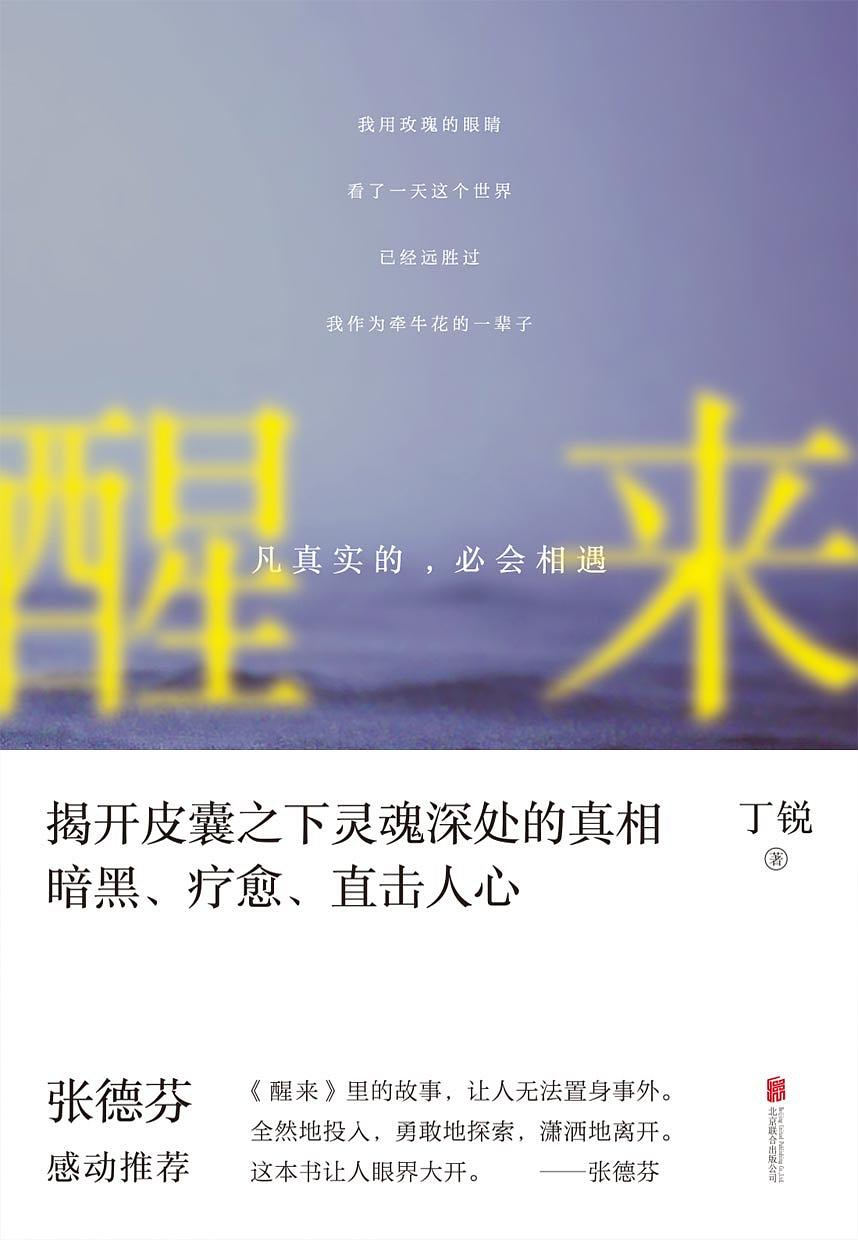 我用玫瑰的眼睛
看了一天这个世界
已经远胜过
我作为牵牛花的一辈子
醒来
凡真实的，必会相遇
揭开皮囊之下灵魂深处的真相
暗黑、疗愈、直击人心
丁锐
著
张德芬
感动推荐
《醒来》里的故事，让人无法置身事外。
全然地投入，勇敢地探索，潇洒地离开。
这本书让人眼界大开。 ——张德芬
北京联合出版公司
Beijing United Publishing Co.,Ltd.